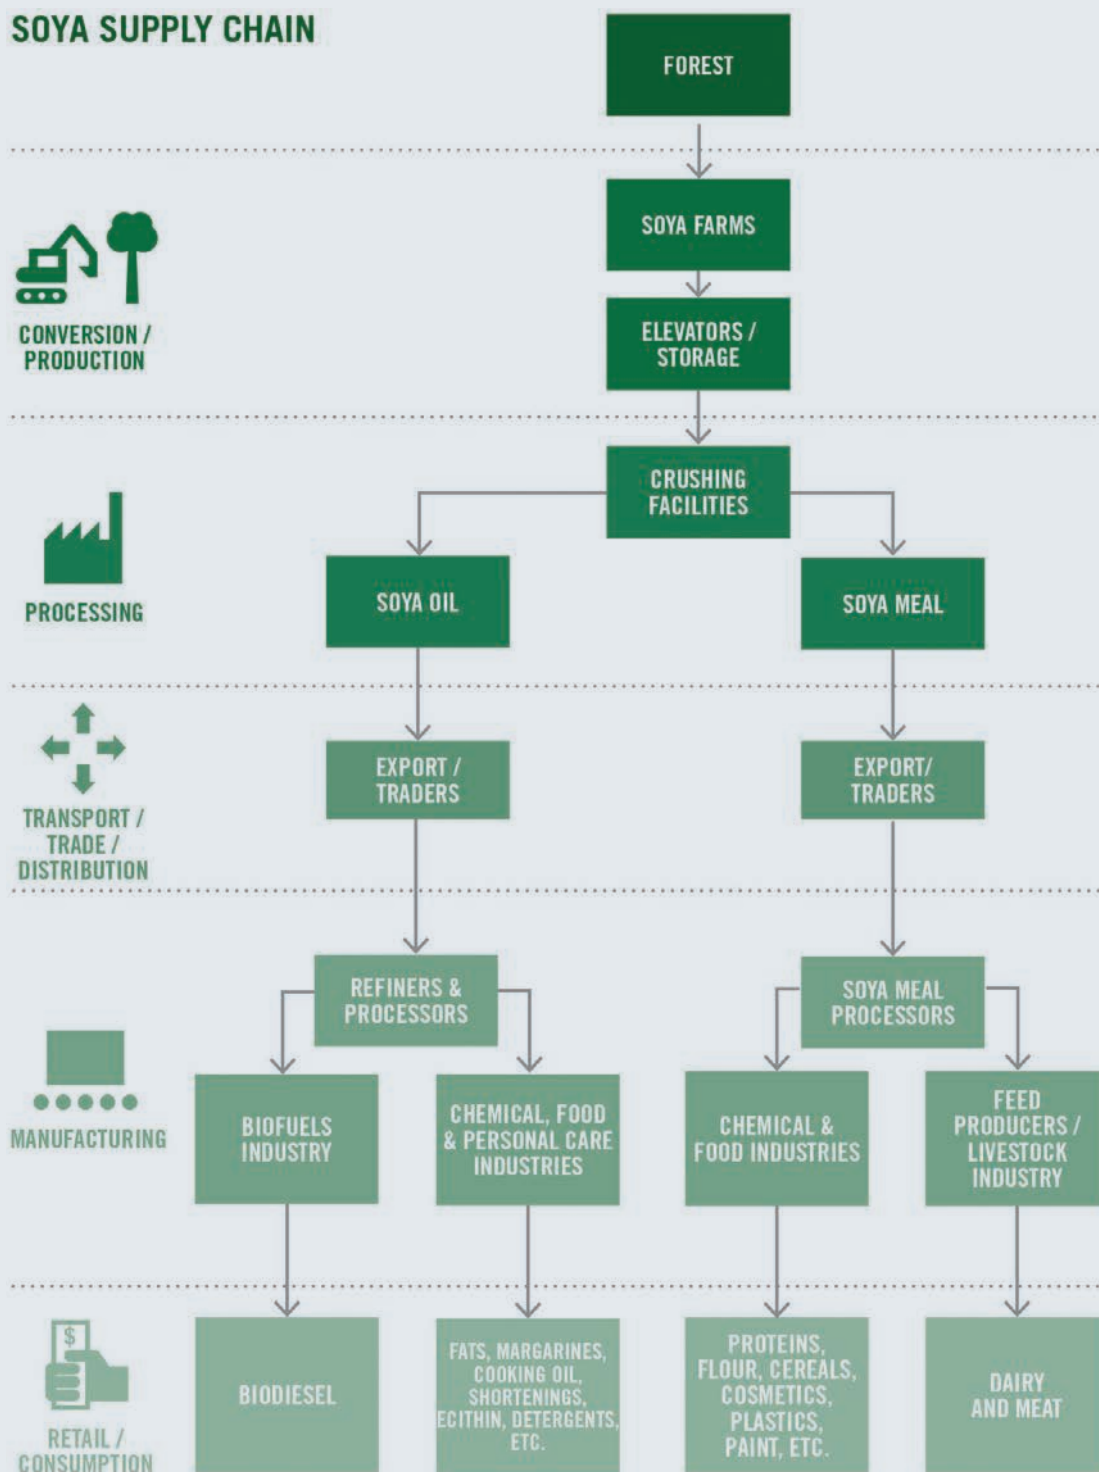 SOYA SUPPLY CHAIN
FOREST
SOYA FARMS
CONVERSION /
PRODUCTION
ELEVATORS /
STORAGE
CRUSHING
FACILITIES
PROCESSING
SOYA OIL
SOYA MEAL
TRANSPORT /
TRADE /
DISTRIBUTION
EXPORT /
TRADERS
EXPORT/
TRADERS
REFINERS &
PROCESSORS
SOYA MEAL
PROCESSORS
MANUFACTURING
BIOFUELS
INDUSTRY
CHEMICAL, FOOD
& PERSONAL CARE
INDUSTRIES
CHEMICAL &
FOOD INDUSTRIES
FEED
PRODUCERS /
LIVESTOCK
INDUSTRY
$
RETAIL /
CONSUMPTION
BIODIESEL
FATS, MARGARINES,
COOKING OIL,
SHORTENINGS,
ECITHIN, DETERGENTS,
ETC.
PROTEINS,
FLOUR, CEREALS,
COSMETICS,
PLASTICS,
PAINT, ETC.
DAIRY
AND MEAT